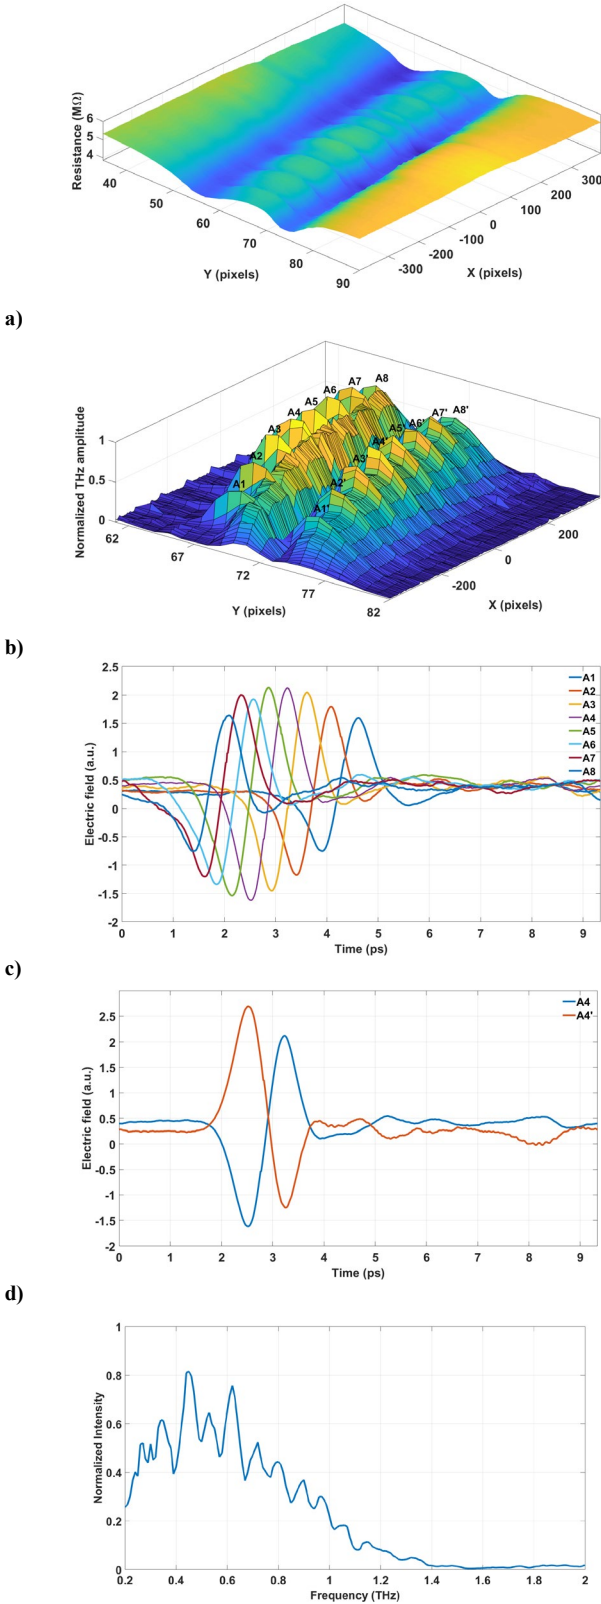 Resistance (MΩ)
6
5
4
40
50
60
70
80
90
Y (pixels)
-300
-200
-100
0
100
200
300
X (pixels)
a)
Normalized THz amplitude
1
0.5
0
A1
A2
A3
A4
A5
A6
A7
A8
A1'
A2'
A3'
A4'
A5'
A6'
A7'
A8'
62
67
72
77
82
Y (pixels)
-200
0
200
X (pixels)
b)
Electric field (a.u.)
2.5
2
1.5
1
0.5
0
-0.5
-1
-1.5
-2
A1
A2
A3
A4
A5
A6
A7
A8
0 1 2 3 4 5 6 7 8 9
Time (ps)
c)
Electric field (a.u.)
2.5
2
1.5
1
0.5
0
-0.5
-1
-1.5
-2
A4
A4'
0 1 2 3 4 5 6 7 8 9
Time (ps)
d)
Normalized Intensity
1
0.8
0.6
0.4
0.2
0
0.2 0.4 0.6 0.8 1 1.2 1.4 1.6 1.8 2
Frequency (THz)